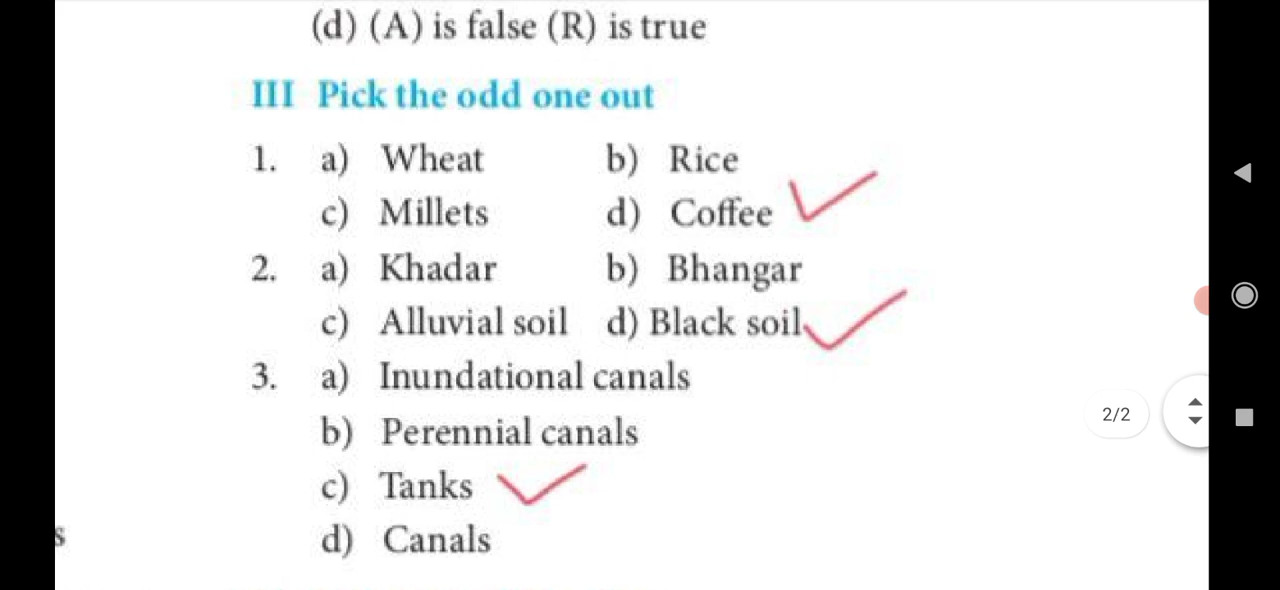 (d) (A) is false (R) is true
III Pick the odd one out
1. a) Wheat b) Rice
c) Millets d) Coffee
2. a) Khadar b) Bhangar
c) Alluvial soil d) Black soil
3. a) Inundational canals
b) Perennial canals
2/2
c) Tanks
s
d) Canals